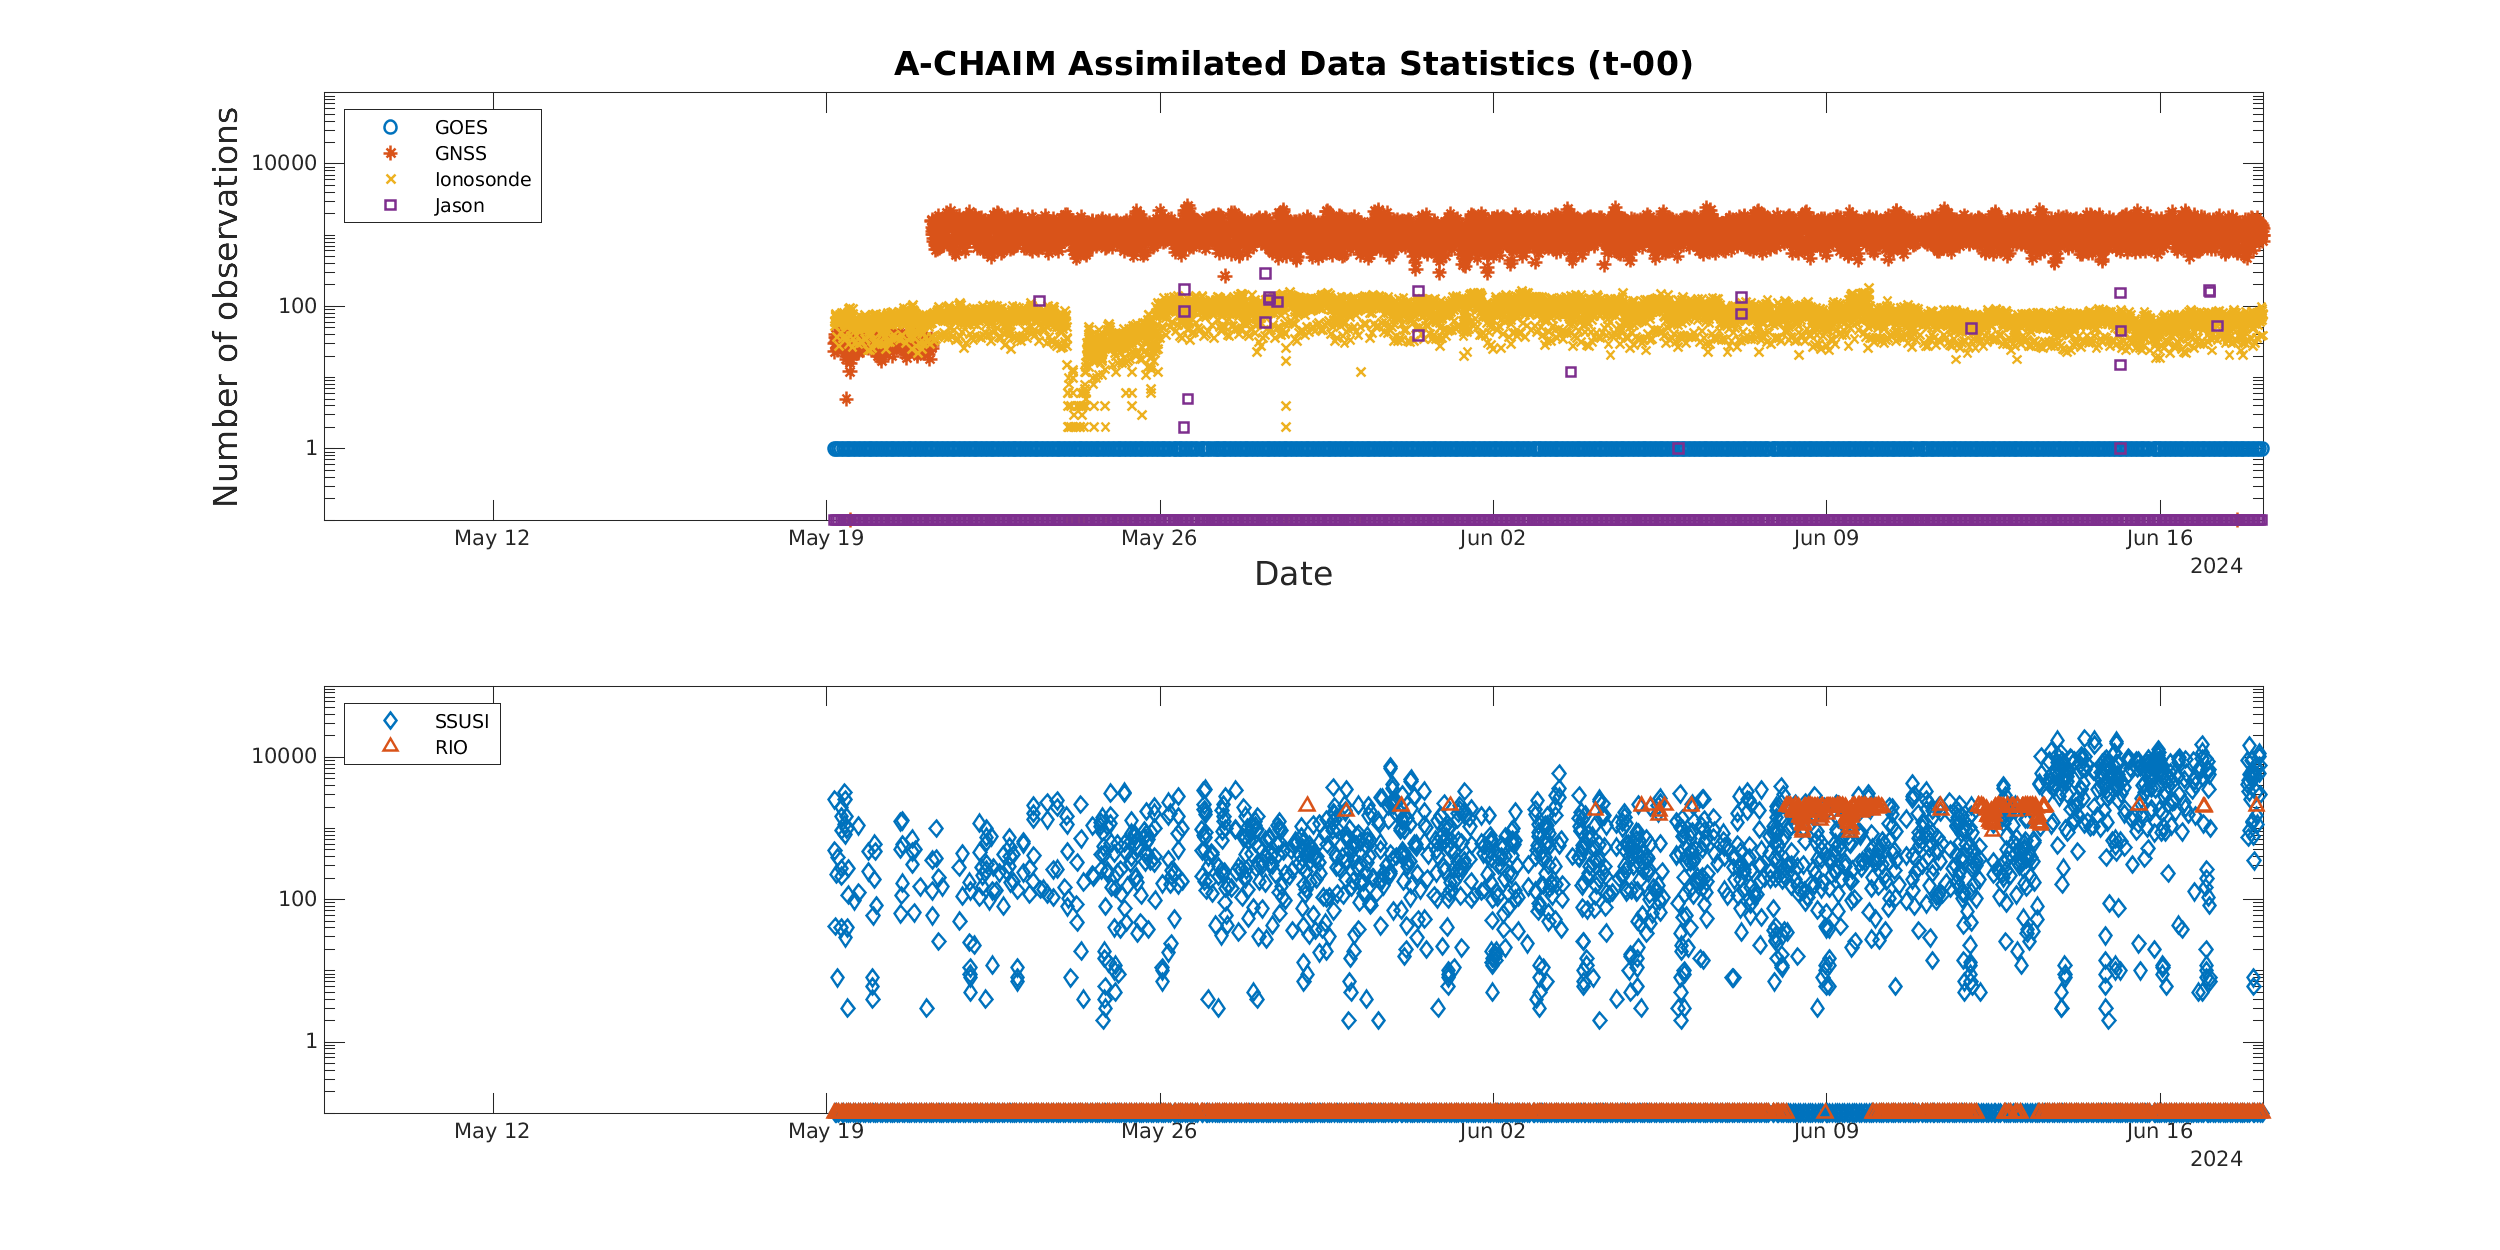 A-CHAIM Assimilated Data Statistics (t-00)
Number of observations
10000
100
1
GOES
GNSS
Ionosonde
Jason
May 12
May 19
May 26
Jun 02
Jun 09
Jun 16
2024
Date
10000
100
1
SSUSI
RIO
May 12
May 19
May 26
Jun 02
Jun 09
Jun 16
2024